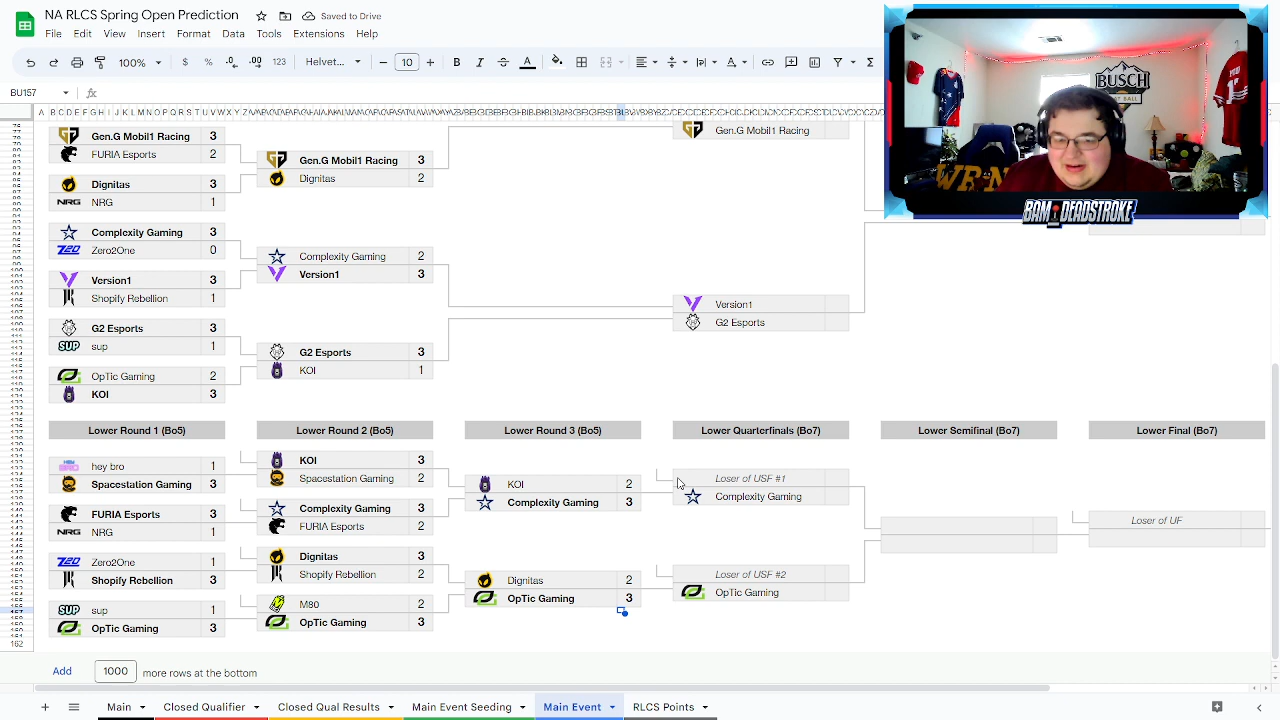 NA RLCS Spring Open Predictions
Saved to Drive
File Edit View Insert Format Data Tools Extensions Help
100% .0 .00 Helvet... 10 B I A
BU157 fx
BUSCH
BAM DEADSTROKE
Gen.G Mobil1 Racing 3
FURIA Esports 2
Dignitas 3
NRG
Complexity Gaming
Zero2One
Version1 3
Shopify Rebellion 1
G2 Esports 3
sup 1
OpTic Gaming 2
KOI 3
Gen.G Mobil1 Racing 3
Dignitas 2
Complexity Gaming 2
Version1 3
G2 Esports 3
KOI 1
Gen.G Mobil1 Racing
Version1
G2 Esports
Lower Round 1 (Bo5) Lower Round 2 (Bo5) Lower Round 3 (Bo5) Lower Quarterfinals (Bo7) Lower Semifinal (Bo7) Lower Final (Bo7)
hey bro 1
Spacestation Gaming 3
FURIA Esports 3
NRG
Zero2One 1
Shopify Rebellion 3
sup 2
OpTic Gaming 3
KOI 3
Spacestation Gaming 2
Complexity Gaming 3
FURIA Esports 2
Dignitas 3
Shopify Rebellion 2
M80 2
OpTic Gaming 3
KOI 2
Complexity Gaming 3
Dignitas 2
OpTic Gaming 3
Loser of USF #1
Complexity Gaming
Loser of USF #2
OpTic Gaming
Loser of UF
162
Add 1000 more rows at the bottom
Main Closed Qualifier Closed Qual Results Main Event Seeding Main Event RLCS Points